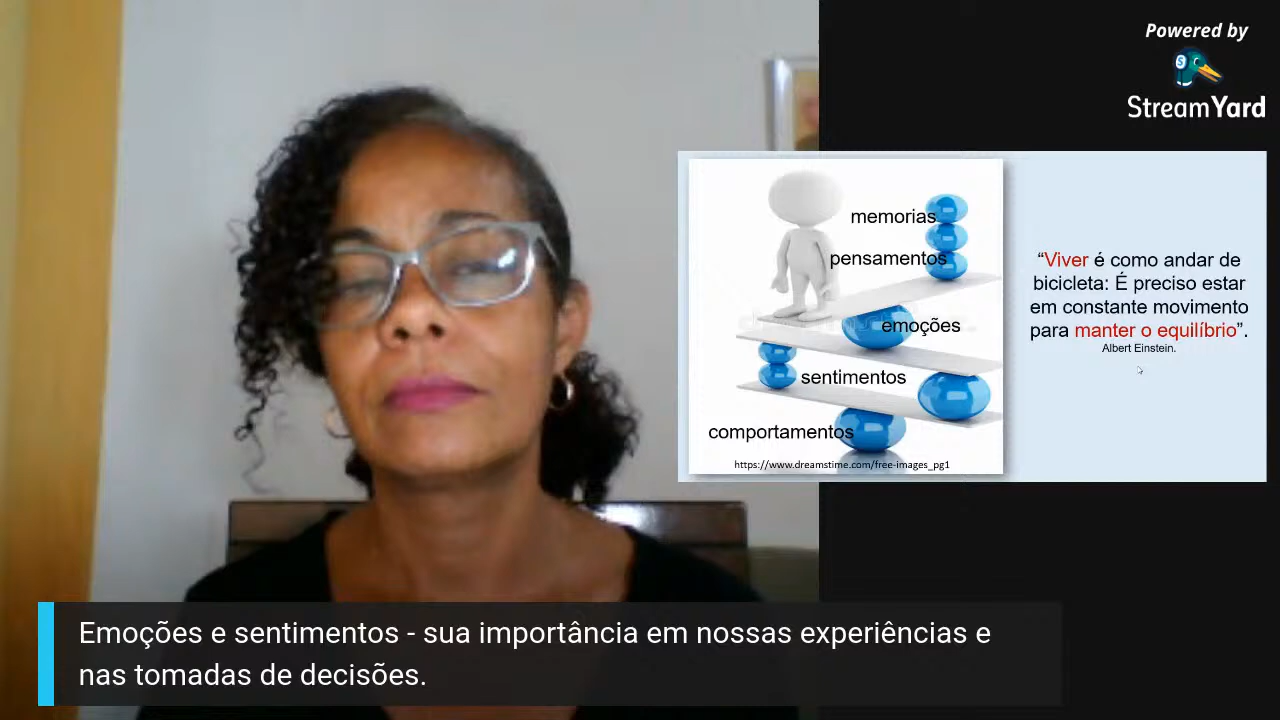 Powered by
StreamYard
memorias
pensamentos
emoções
sentimentos
comportamentos
https://www.dreamstime.com/free-images_pg1
“Viver é como andar de
bicicleta: É preciso estar
em constante movimento
para manter o equilíbrio”.
Albert Einstein.
Emoções e sentimentos - sua importância em nossas experiências e
nas tomadas de decisões.